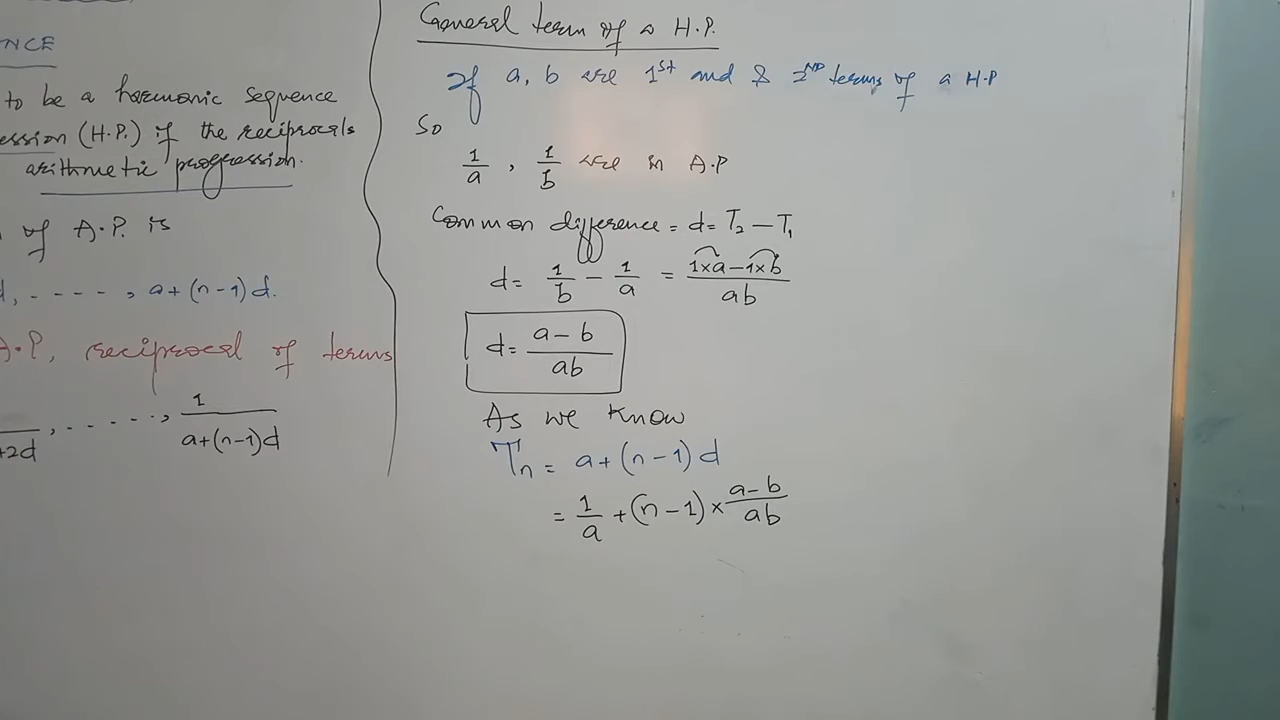 NCE
to be a harmonic sequence
ession (H.P.) if the reciprocals
arithmetic progression.
of A.P. is
d, - - - - , a+(n-1)d.
A.P, reciprocal of terms
+2d , . . . . . , 1/(a+(n-1)d)
General term of a H.P.
If a, b are 1st and & 2ND terms of a H.P
So
1/a , 1/b are in A.P
Common difference = d = T₂ - T₁
d = 1/b - 1/a = (1×a-1×b)/ab
d = (a-b)/ab
As we know
Tn = a+(n-1)d
= 1/a +(n-1)× (a-b)/ab